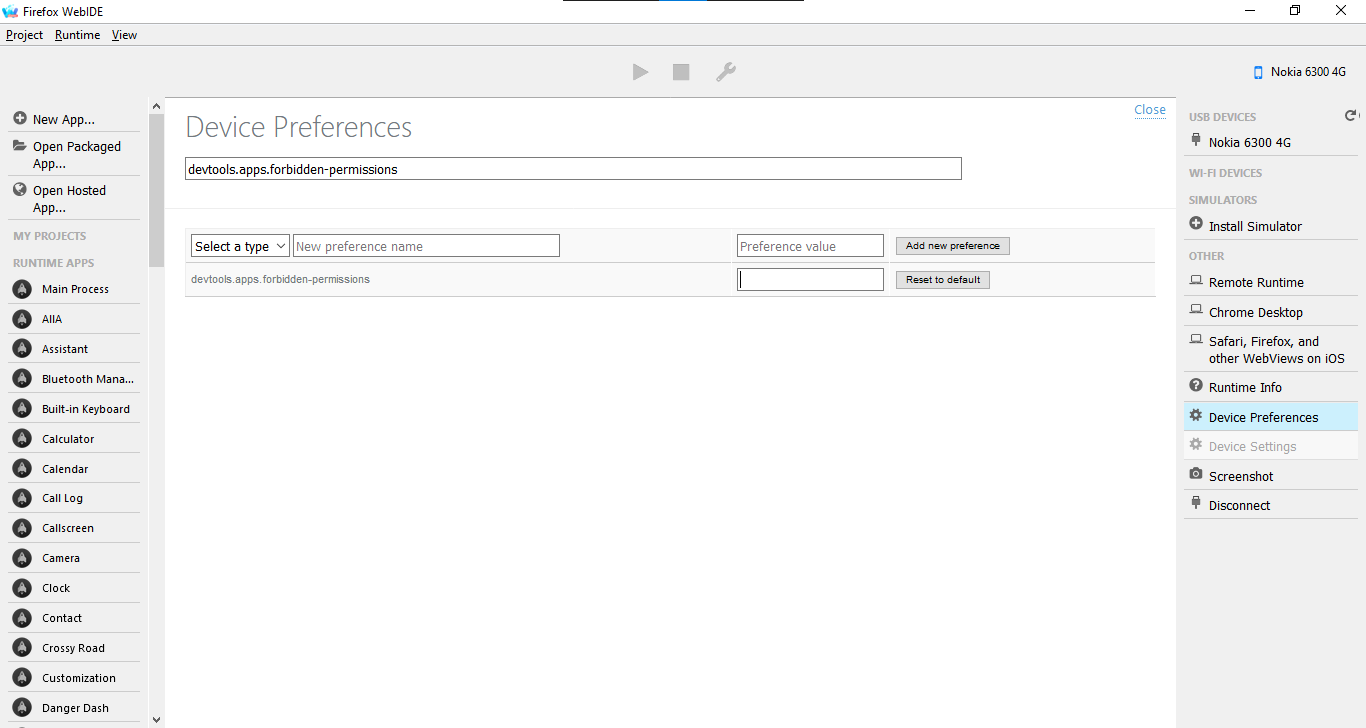 Firefox WebIDE
Project Runtime View
Nokia 6300 4G
New App...
Open Packaged
App...
Open Hosted
App...
MY PROJECTS
RUNTIME APPS
Main Process
AIIA
Assistant
Bluetooth Mana...
Built-in Keyboard
Calculator
Calendar
Call Log
Callscreen
Camera
Clock
Contact
Crossy Road
Customization
Danger Dash
Close
Device Preferences
devtools.apps.forbidden-permissions
Select a type New preference name Preference value Add new preference
devtools.apps.forbidden-permissions Reset to default
USB DEVICES
Nokia 6300 4G
WI-FI DEVICES
SIMULATORS
Install Simulator
OTHER
Remote Runtime
Chrome Desktop
Safari, Firefox, and
other WebViews on iOS
Runtime Info
Device Preferences
Device Settings
Screenshot
Disconnect